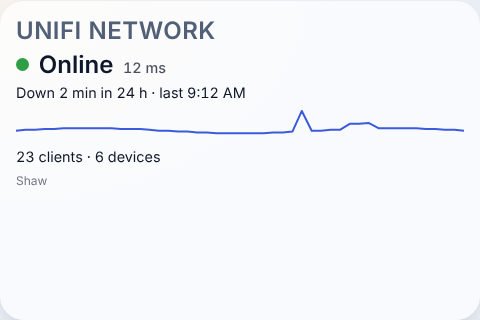 UNIFI NETWORK
Online 12 ms
Down 2 min in 24 h · last 9:12 AM
23 clients · 6 devices
Shaw